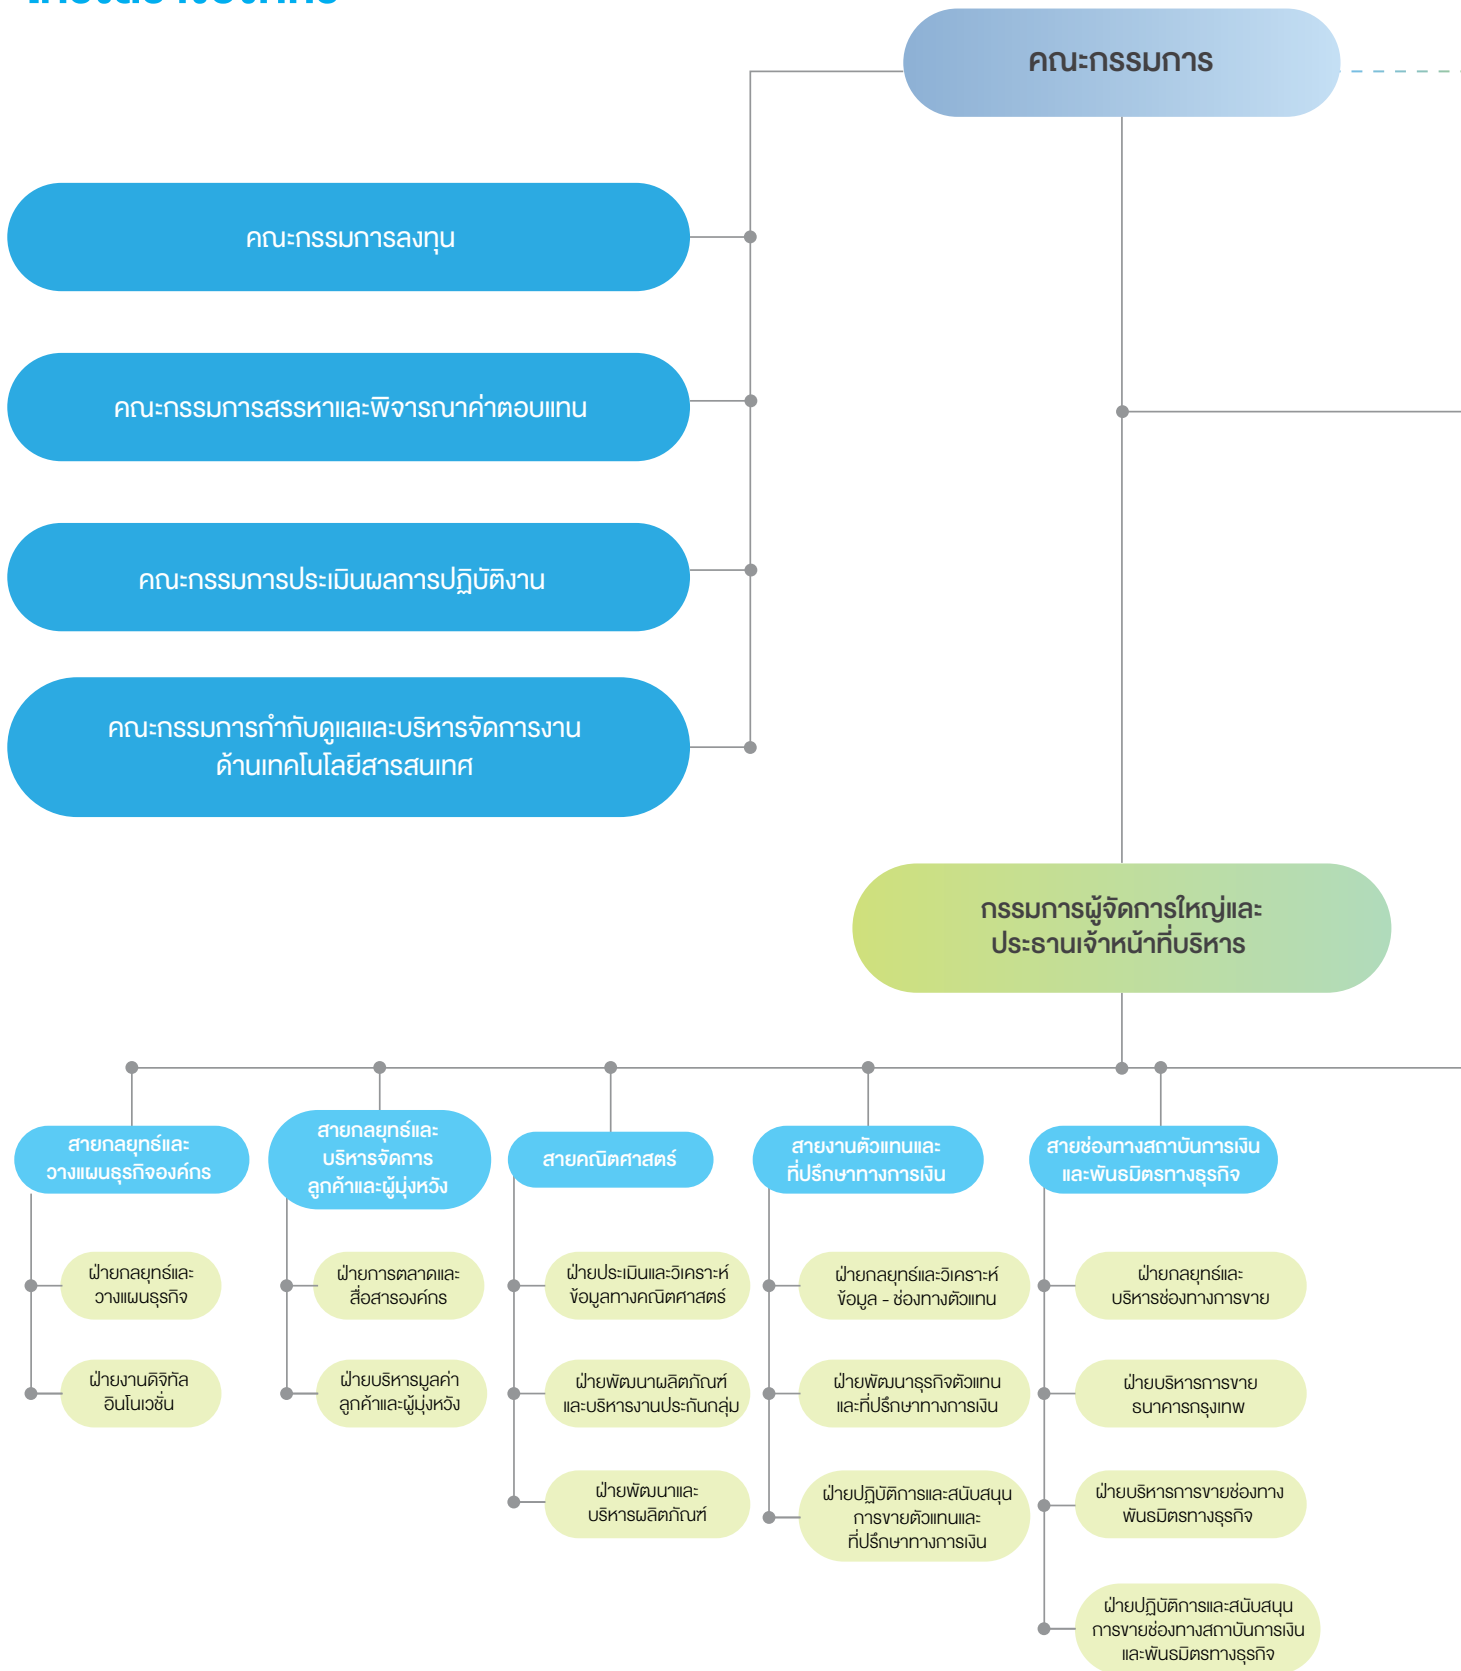 คณะกรรมการ
คณะกรรมการลงทุน
คณะกรรมการสรรหาและพิจารณาค่าตอบแทน
คณะกรรมการประเมินผลการปฏิบัติงาน
คณะกรรมการกำกับดูแลและบริหารจัดการงาน
ด้านเทคโนโลยีสารสนเทศ
กรรมการผู้จัดการใหญ่และ
ประธานเจ้าหน้าที่บริหาร
สายกลยุทธ์และ
วางแผนธุรกิจองค์กร
ฝ่ายกลยุทธ์และ
วางแผนธุรกิจ
ฝ่ายงานดิจิทัล
อินโนเวชั่น
สายกลยุทธ์และ
บริหารจัดการ
ลูกค้าและผู้มุ่งหวัง
ฝ่ายการตลาดและ
สื่อสารองค์กร
ฝ่ายบริหารมูลค่า
ลูกค้าและผู้มุ่งหวัง
สายคณิตศาสตร์
ฝ่ายประเมินและวิเคราะห์
ข้อมูลทางคณิตศาสตร์
ฝ่ายพัฒนาผลิตภัณฑ์
และบริหารงานประกันกลุ่ม
ฝ่ายพัฒนาและ
บริหารผลิตภัณฑ์
สายงานตัวแทนและ
ที่ปรึกษาทางการเงิน
ฝ่ายกลยุทธ์และวิเคราะห์
ข้อมูล - ช่องทางตัวแทน
ฝ่ายพัฒนาธุรกิจตัวแทน
และที่ปรึกษาทางการเงิน
ฝ่ายปฏิบัติการและสนับสนุน
การขายตัวแทนและ
ที่ปรึกษาทางการเงิน
สายช่องทางสถาบันการเงิน
และพันธมิตรทางธุรกิจ
ฝ่ายกลยุทธ์และ
บริหารช่องทางการขาย
ฝ่ายบริหารการขาย
ธนาคารกรุงเทพ
ฝ่ายบริหารการขายช่องทาง
พันธมิตรทางธุรกิจ
ฝ่ายปฏิบัติการและสนับสนุน
การขายช่องทางสถาบันการเงิน
และพันธมิตรทางธุรกิจ